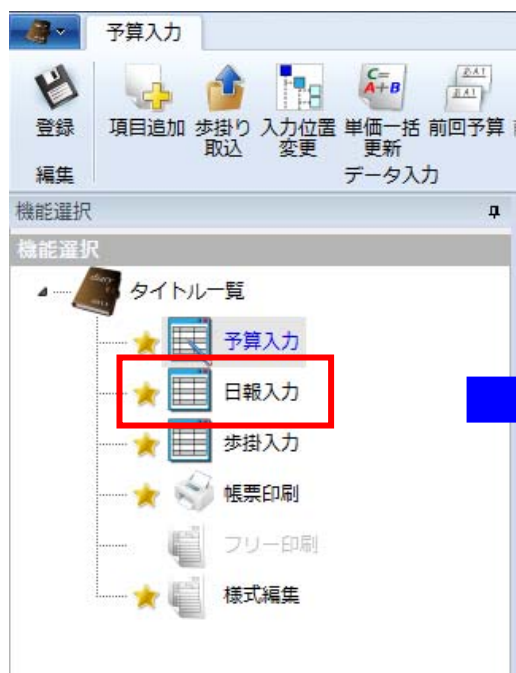 予算入力
登録
項目追加
歩掛り
取込
入力位置
変更
C=
A+B
単価一括
更新
前回予算
編集
データ入力
機能選択
機能選択
タイトル一覧
予算入力
日報入力
歩掛入力
帳票印刷
フリー印刷
様式編集